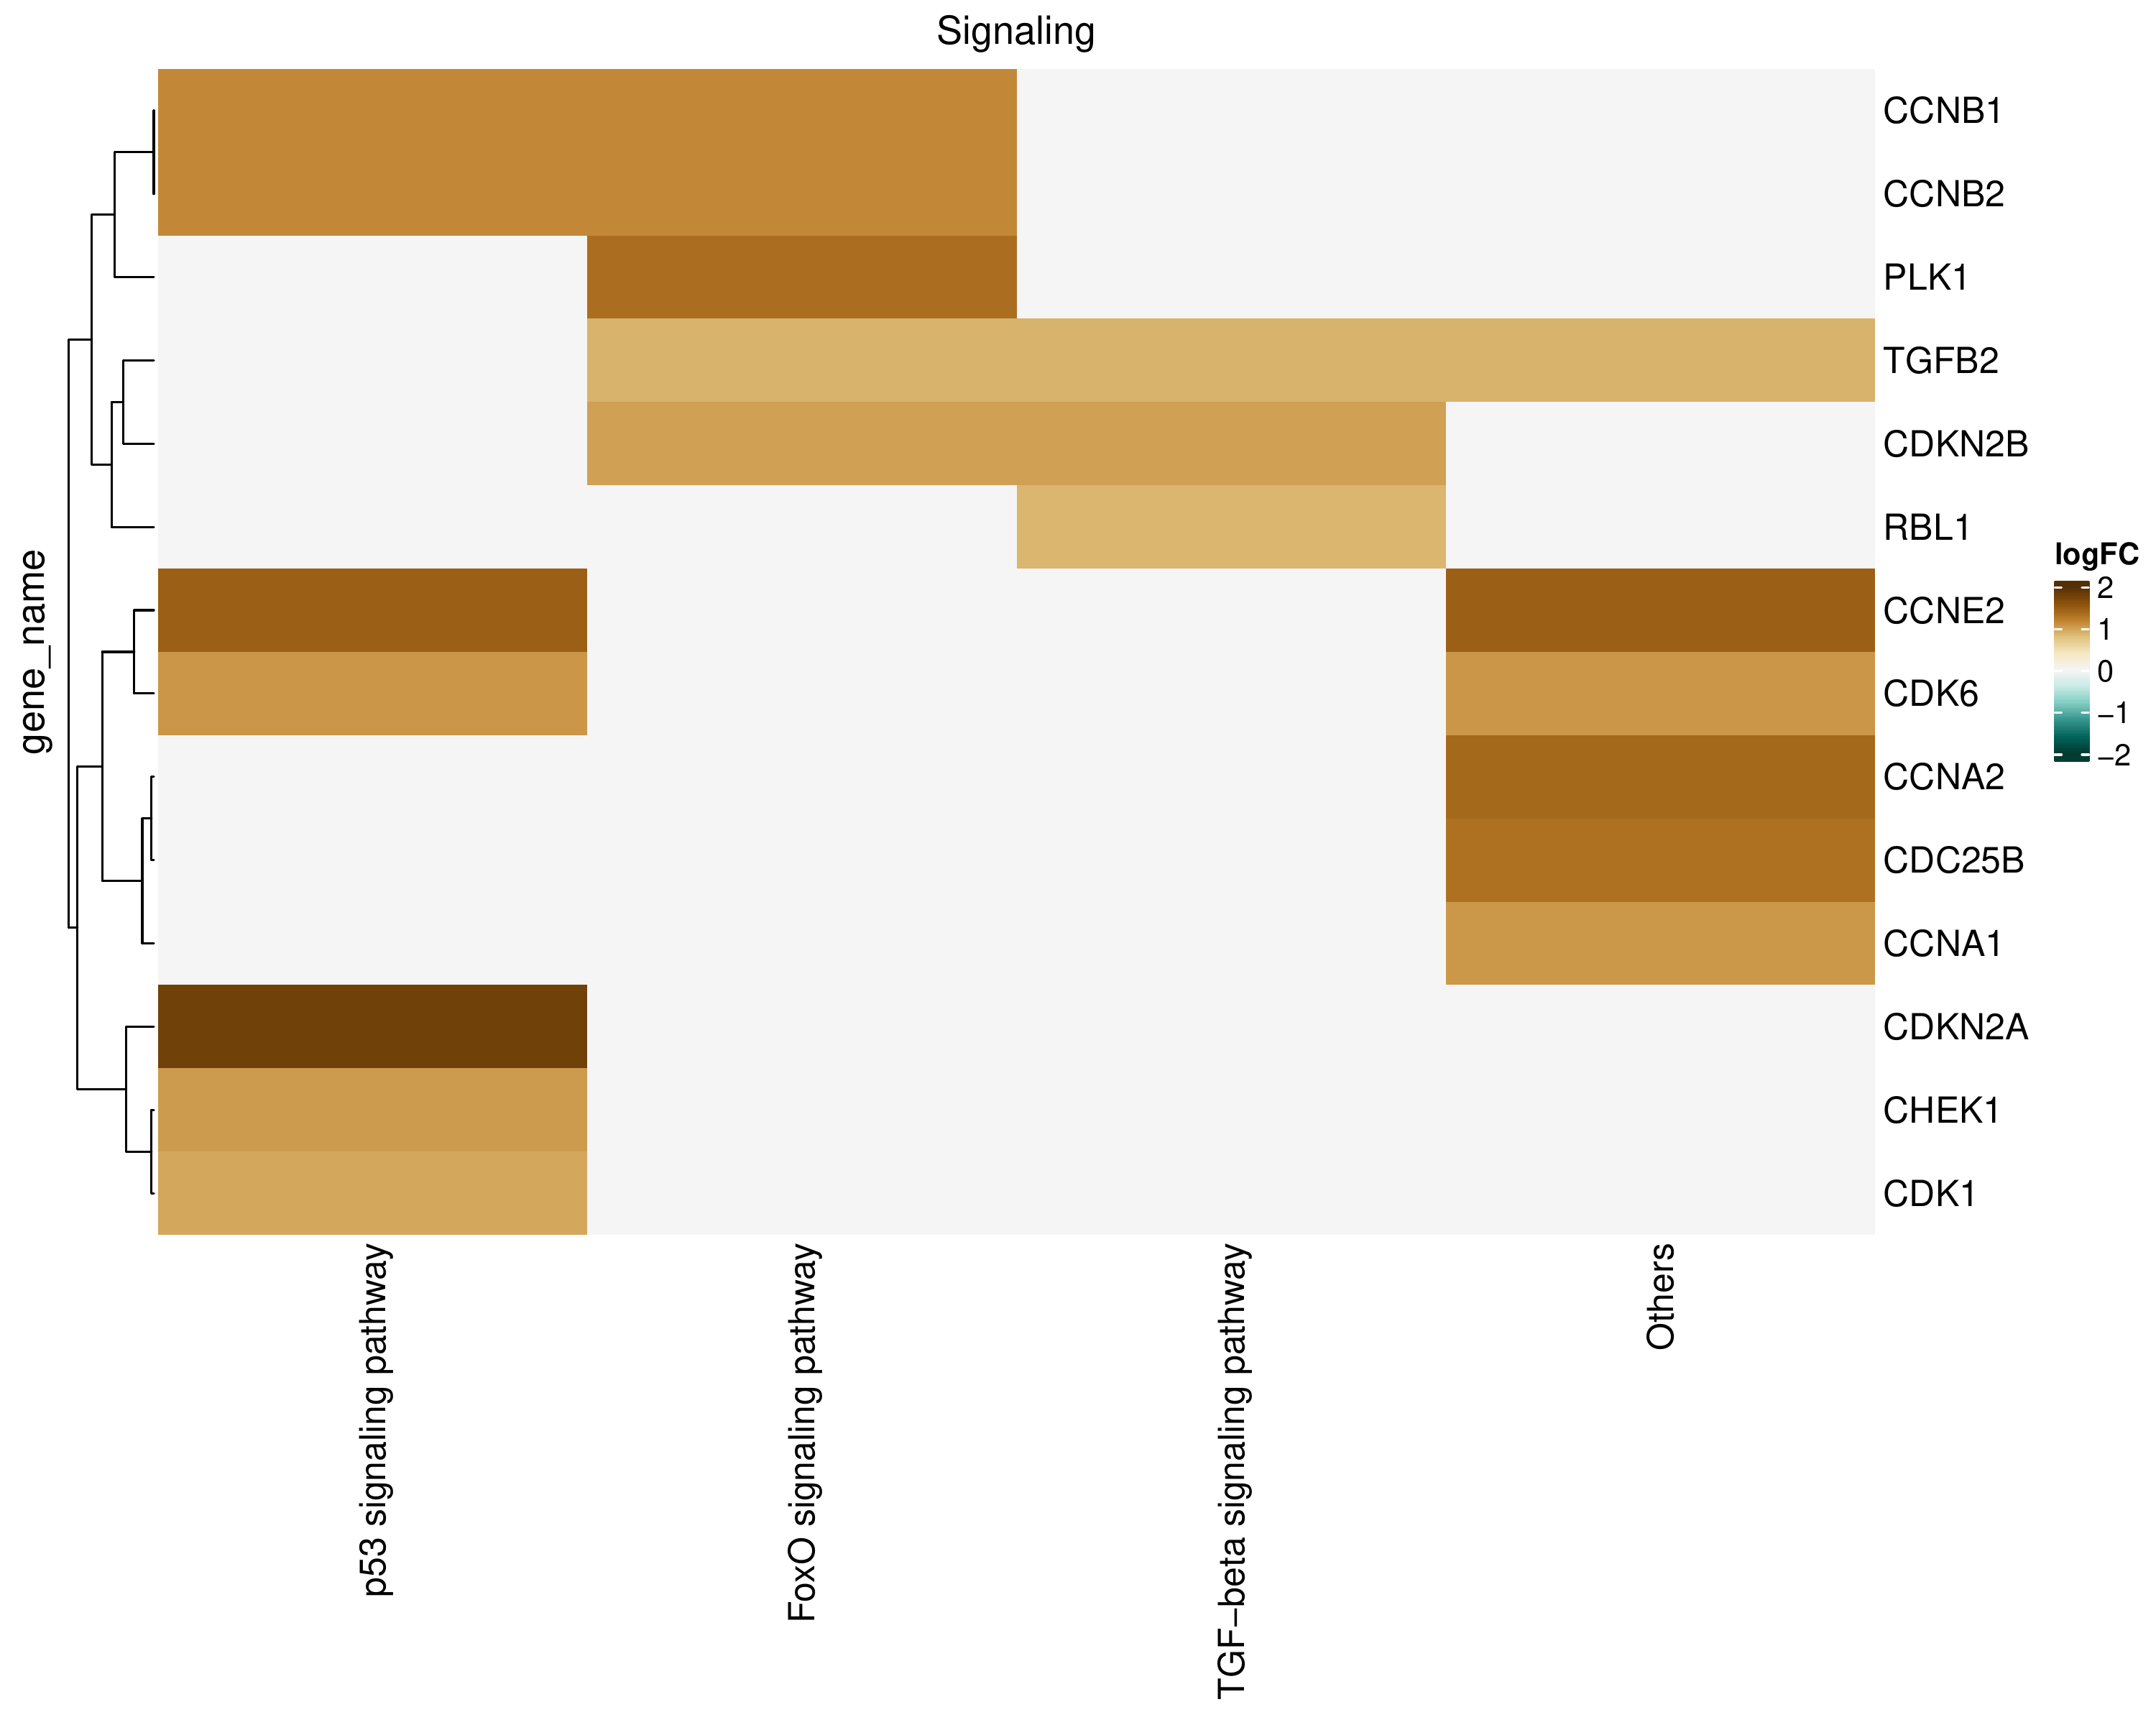 Signaling
CCNB1
CCNB2
PLK1
TGFB2
CDKN2B
RBL1
CCNE2
CDK6
CCNA2
CDC25B
CCNA1
CDKN2A
CHEK1
CDK1
gene_name
logFC
2
1
0
−1
−2
p53 signaling pathway
FoxO signaling pathway
TGF−beta signaling pathway
Others